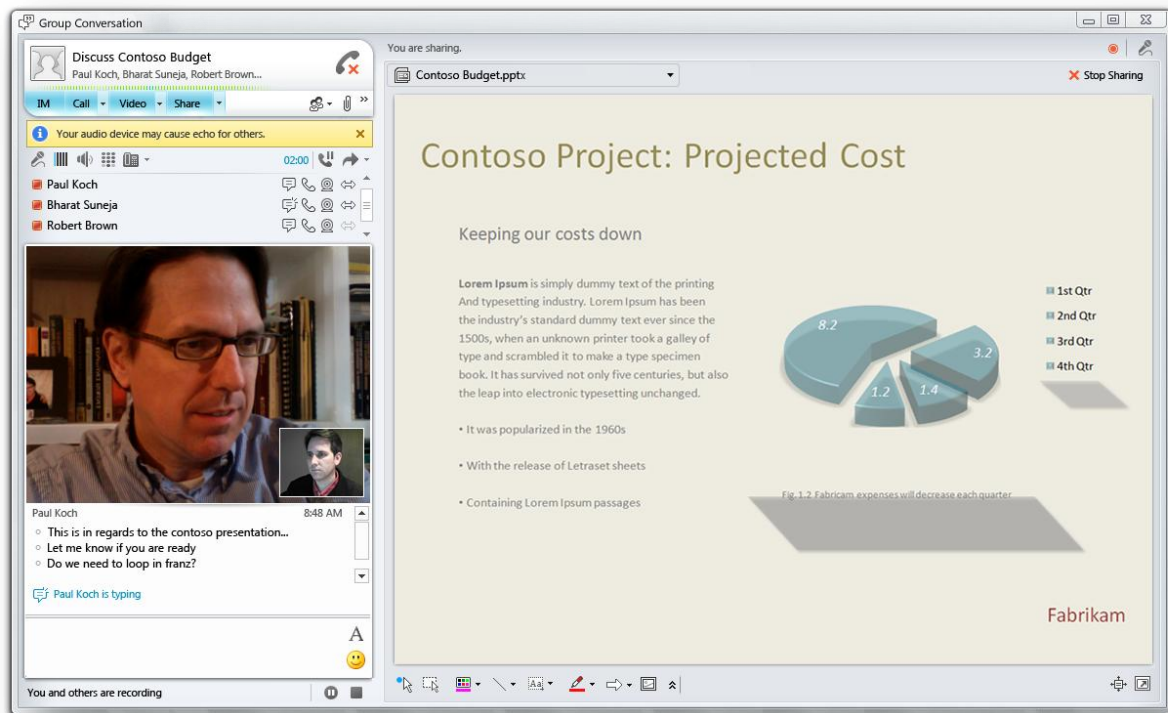 Group Conversation
Discuss Contoso Budget
Paul Koch, Bharat Suneja, Robert Brown...
IM Call Video Share
Your audio device may cause echo for others.
02:00
Paul Koch
Bharat Suneja
Robert Brown
Paul Koch 8:48 AM
This is in regards to the contoso presentation...
Let me know if you are ready
Do we need to loop in franz?
Paul Koch is typing
A
You and others are recording
You are sharing.
Contoso Budget.pptx
Stop Sharing
Contoso Project: Projected Cost
Keeping our costs down
Lorem Ipsum is simply dummy text of the printing
And typesetting industry. Lorem Ipsum has been
the industry's standard dummy text ever since the
1500s, when an unknown printer took a galley of
type and scrambled it to make a type specimen
book. It has survived not only five centuries, but also
the leap into electronic typesetting unchanged.
• It was popularized in the 1960s
• With the release of Letraset sheets
• Containing Lorem Ipsum passages
8.2
3.2
1.4
1.2
1st Qtr
2nd Qtr
3rd Qtr
4th Qtr
Fig. 1.2 Fabricam expenses will decrease each quarter
Fabrikam
Aa